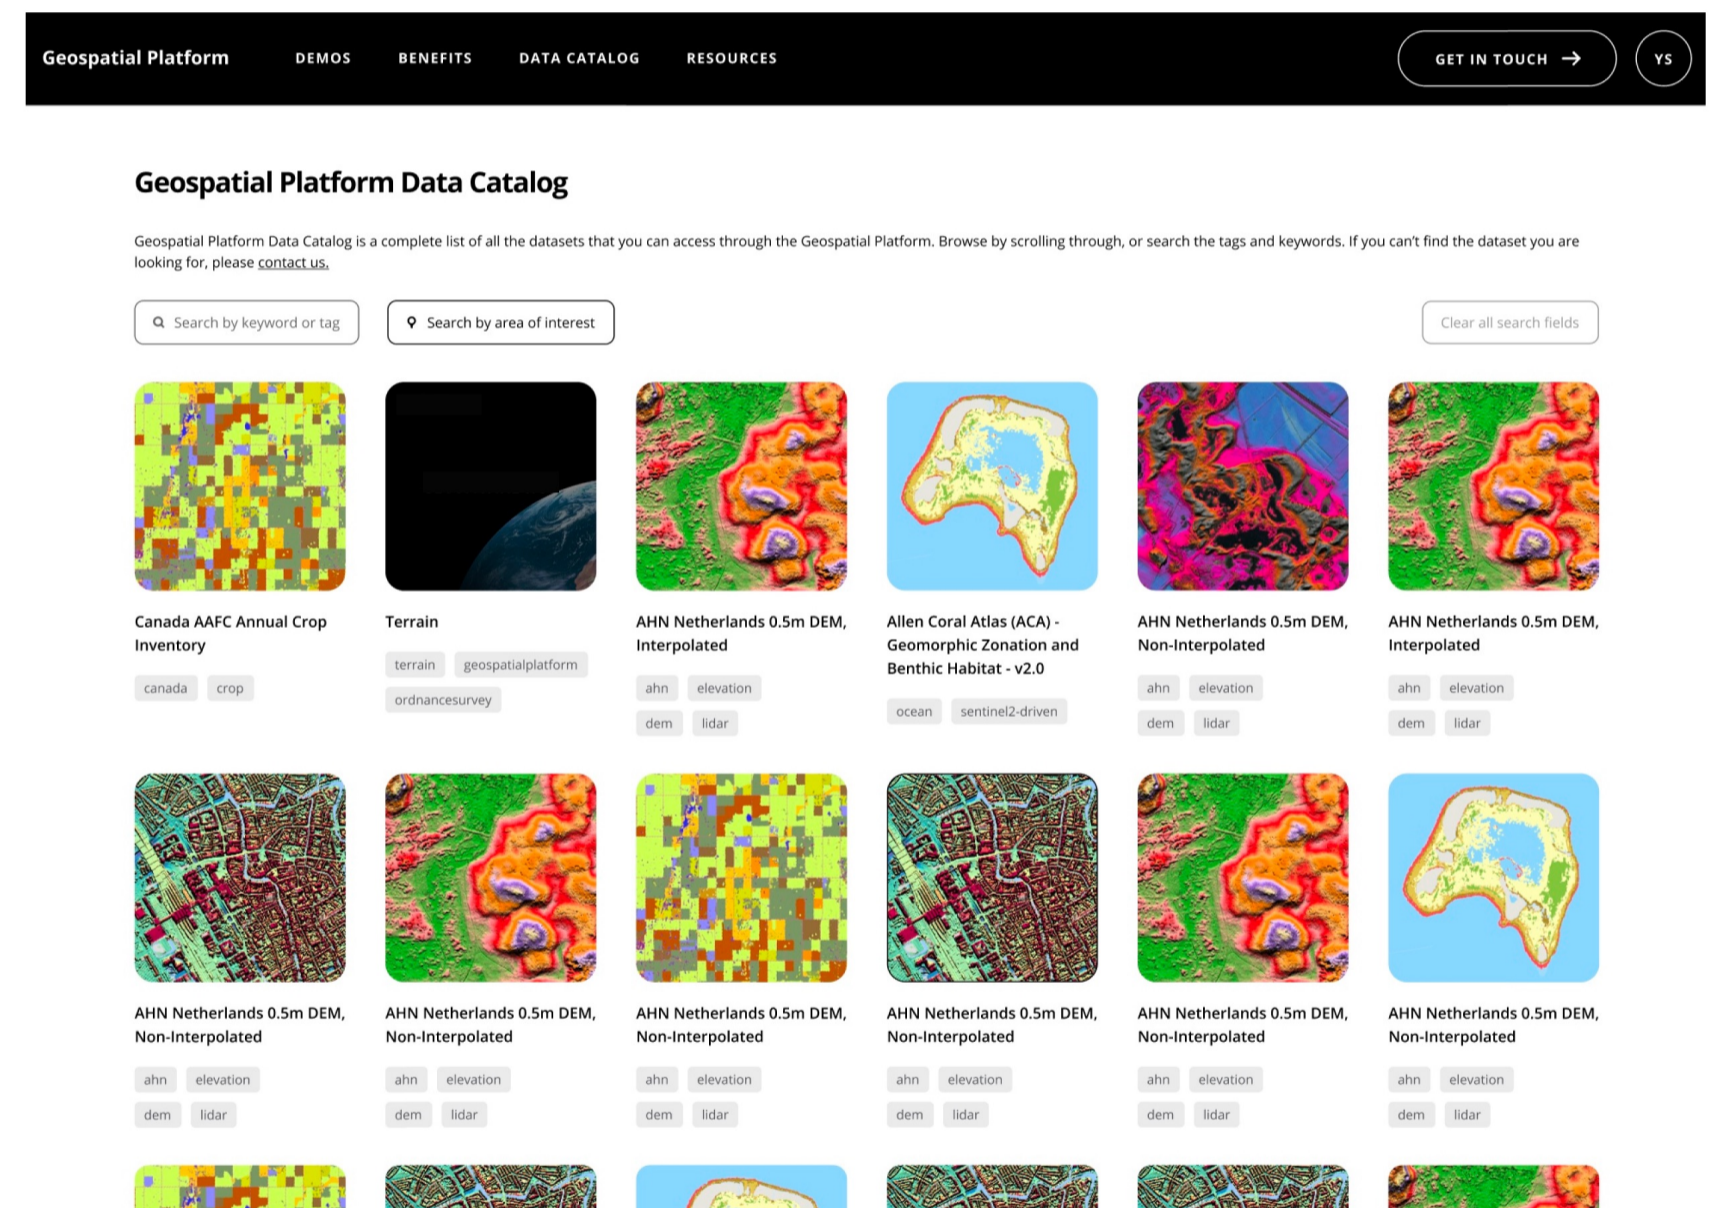 Geospatial Platform
DEMOS
BENEFITS
DATA CATALOG
RESOURCES
GET IN TOUCH →
YS
Geospatial Platform Data Catalog
Geospatial Platform Data Catalog is a complete list of all the datasets that you can access through the Geospatial Platform. Browse by scrolling through, or search the tags and keywords. If you can't find the dataset you are
looking for, please contact us.
Search by keyword or tag
Search by area of interest
Clear all search fields
Canada AAFC Annual Crop
Inventory
canada crop
Terrain
terrain geospatialplatform
ordnancesurvey
AHN Netherlands 0.5m DEM,
Interpolated
ahn elevation
dem lidar
Allen Coral Atlas (ACA) -
Geomorphic Zonation and
Benthic Habitat - v2.0
ocean sentinel2-driven
AHN Netherlands 0.5m DEM,
Non-Interpolated
ahn elevation
dem lidar
AHN Netherlands 0.5m DEM,
Interpolated
ahn elevation
dem lidar
AHN Netherlands 0.5m DEM,
Non-Interpolated
ahn elevation
dem lidar
AHN Netherlands 0.5m DEM,
Non-Interpolated
ahn elevation
dem lidar
AHN Netherlands 0.5m DEM,
Non-Interpolated
ahn elevation
dem lidar
AHN Netherlands 0.5m DEM,
Non-Interpolated
ahn elevation
dem lidar
AHN Netherlands 0.5m DEM,
Non-Interpolated
ahn elevation
dem lidar
AHN Netherlands 0.5m DEM,
Non-Interpolated
ahn elevation
dem lidar